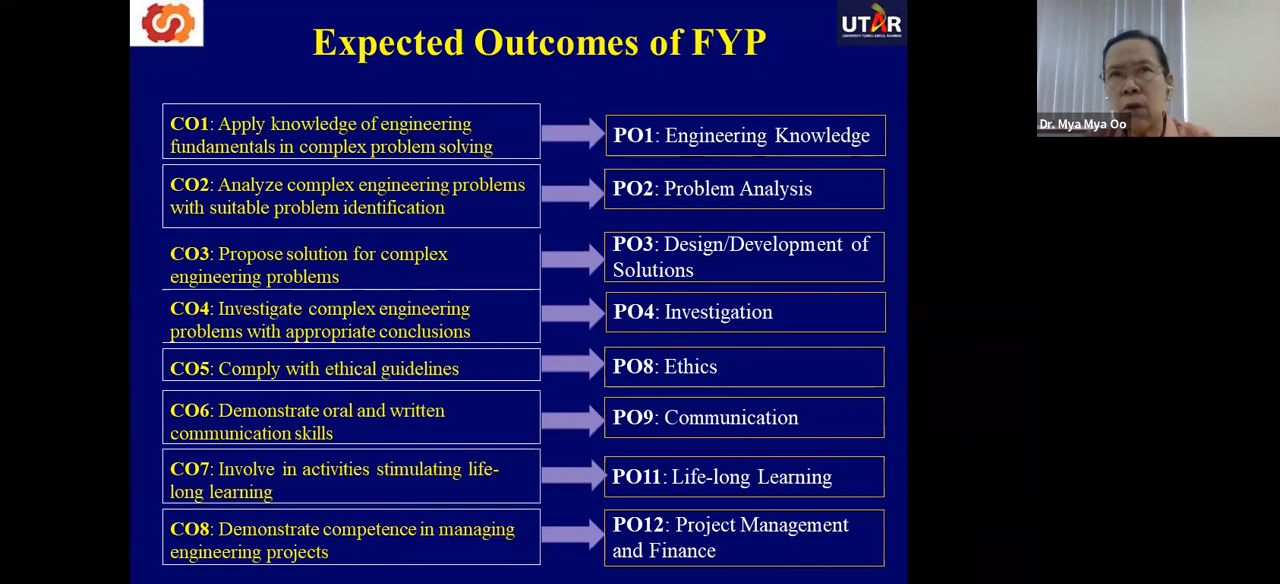 UTAR
UNIVERSITI TUNKU ABDUL RAHMAN
Expected Outcomes of FYP
Dr. Mya Mya Oo
CO1: Apply knowledge of engineering
fundamentals in complex problem solving
PO1: Engineering Knowledge
CO2: Analyze complex engineering problems
with suitable problem identification
PO2: Problem Analysis
CO3: Propose solution for complex
engineering problems
PO3: Design/Development of
Solutions
CO4: Investigate complex engineering
problems with appropriate conclusions
PO4: Investigation
CO5: Comply with ethical guidelines
PO8: Ethics
CO6: Demonstrate oral and written
communication skills
PO9: Communication
CO7: Involve in activities stimulating life-
long learning
PO11: Life-long Learning
CO8: Demonstrate competence in managing
engineering projects
PO12: Project Management
and Finance